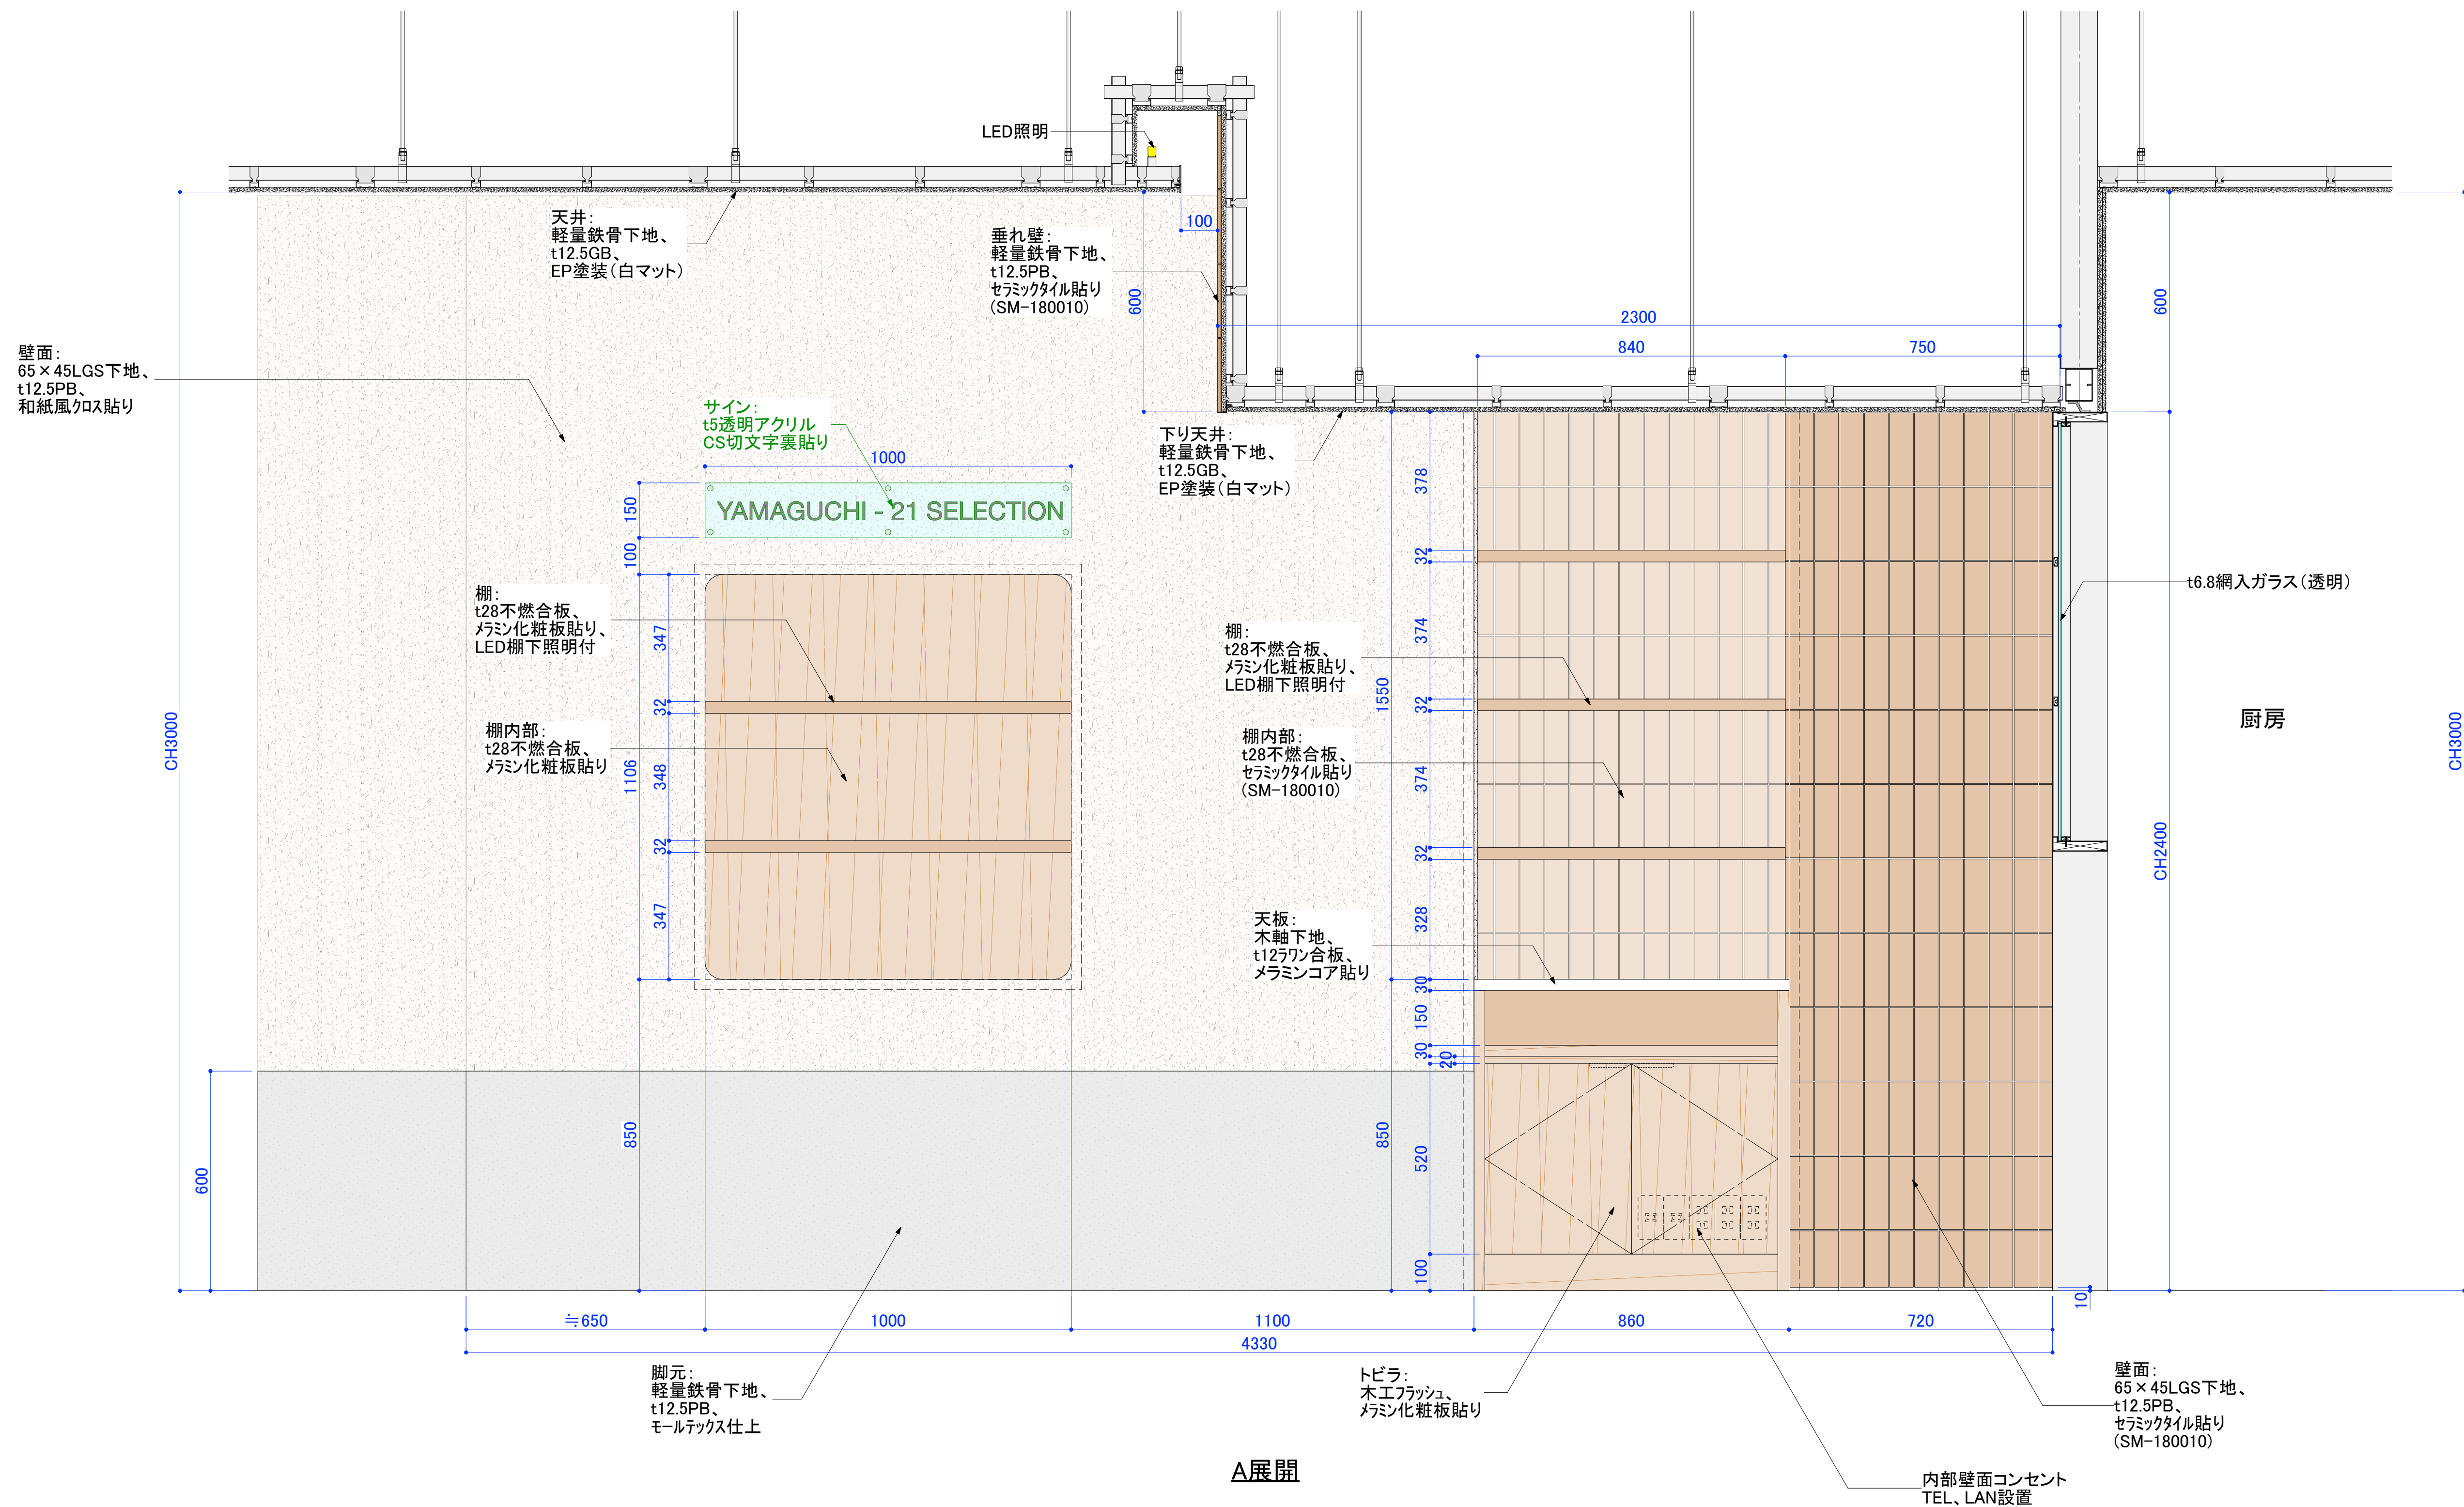 LED照明
天井：
軽量鉄骨下地、
t12.5GB、
EP塗装（白マット）
垂れ壁：
軽量鉄骨下地、
t12.5PB、
セラミックタイル貼り
(SM-180010)
100
600
2300
840
750
600
壁面：
65×45LGS下地、
t12.5PB、
和紙風クロス貼り
サイン：
t5透明アクリル
CS切文字裏貼り
1000
YAMAGUCHI - 21 SELECTION
150
100
下り天井：
軽量鉄骨下地、
t12.5GB、
EP塗装（白マット）
378
32
374
32
374
32
328
30
150
30
20
520
100
1550
850
棚：
t28不燃合板、
メラミン化粧板貼り、
LED棚下照明付
棚内部：
t28不燃合板、
メラミン化粧板貼り
347
32
348
32
347
1106
850
CH3000
600
棚：
t28不燃合板、
メラミン化粧板貼り、
LED棚下照明付
棚内部：
t28不燃合板、
セラミックタイル貼り
(SM-180010)
天板：
木軸下地、
t12ラワン合板、
メラミンコア貼り
t6.8網入ガラス（透明）
厨房
CH2400
CH3000
10
≒650
1000
1100
860
720
4330
脚元：
軽量鉄骨下地、
t12.5PB、
モールテックス仕上
トビラ：
木工フラッシュ、
メラミン化粧板貼り
壁面：
65×45LGS下地、
t12.5PB、
セラミックタイル貼り
(SM-180010)
内部壁面コンセント
TEL、LAN設置
A展開